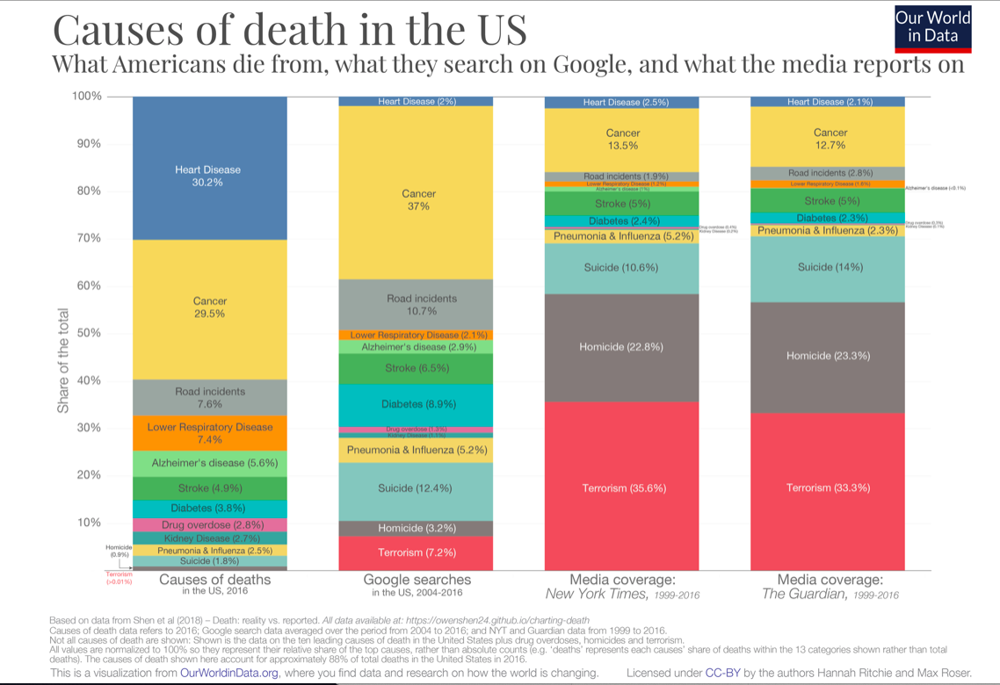 Causes of death in the US
Our World
in Data
What Americans die from, what they search on Google, and what the media reports on
Share of the total
100%
90%
80%
70%
60%
50%
40%
30%
20%
10%
Heart Disease
30.2%
Cancer
29.5%
Road incidents
7.6%
Lower Respiratory Disease
7.4%
Alzheimer's disease (5.6%)
Stroke (4.9%)
Diabetes (3.8%)
Drug overdose (2.8%)
Kidney Disease (2.7%)
Pneumonia & Influenza (2.5%)
Suicide (1.8%)
Homicide
(0.9%)
Terrorism
(>0.01%)
Causes of deaths
in the US, 2016
Heart Disease (2%)
Cancer
37%
Road incidents
10.7%
Lower Respiratory Disease (2.1%)
Alzheimer's disease (2.9%)
Stroke (6.5%)
Diabetes (8.9%)
Drug overdose (1.3%)
Kidney Disease (1.1%)
Pneumonia & Influenza (5.2%)
Suicide (12.4%)
Homicide (3.2%)
Terrorism (7.2%)
Google searches
in the US, 2004-2016
Heart Disease (2.5%)
Cancer
13.5%
Road incidents (1.9%)
Lower Respiratory Disease (1.2%)
Alzheimer's disease (1%)
Stroke (5%)
Diabetes (2.4%)
Drug overdose (0.4%)
Kidney Disease (0.2%)
Pneumonia & Influenza (5.2%)
Suicide (10.6%)
Homicide (22.8%)
Terrorism (35.6%)
Media coverage:
New York Times, 1999-2016
Heart Disease (2.1%)
Cancer
12.7%
Road incidents (2.8%)
Lower Respiratory Disease (1.6%)
Alzheimer's disease (<0.1%)
Stroke (5%)
Diabetes (2.3%)
Drug overdose
Kidney Disease
Pneumonia & Influenza (2.3%)
Suicide (14%)
Homicide (23.3%)
Terrorism (33.3%)
Media coverage:
The Guardian, 1999-2016
Based on data from Shen et al (2018) – Death: reality vs. reported. All data available at: https://owenshen24.github.io/charting-death
Causes of death data refers to 2016; Google search data averaged over the period from 2004 to 2016; and NYT and Guardian data from 1999 to 2016.
Not all causes of death are shown: Shown is the data on the ten leading causes of death in the United States plus drug overdoses, homicides and terrorism.
All values are normalized to 100% so they represent their relative share of the top causes, rather than absolute counts (e.g. 'deaths' represents each causes' share of deaths within the 13 categories shown rather than total
deaths). The causes of death shown here account for approximately 88% of total deaths in the United States in 2016.
This is a visualization from OurWorldinData.org, where you find data and research on how the world is changing.
Licensed under CC-BY by the authors Hannah Ritchie and Max Roser.